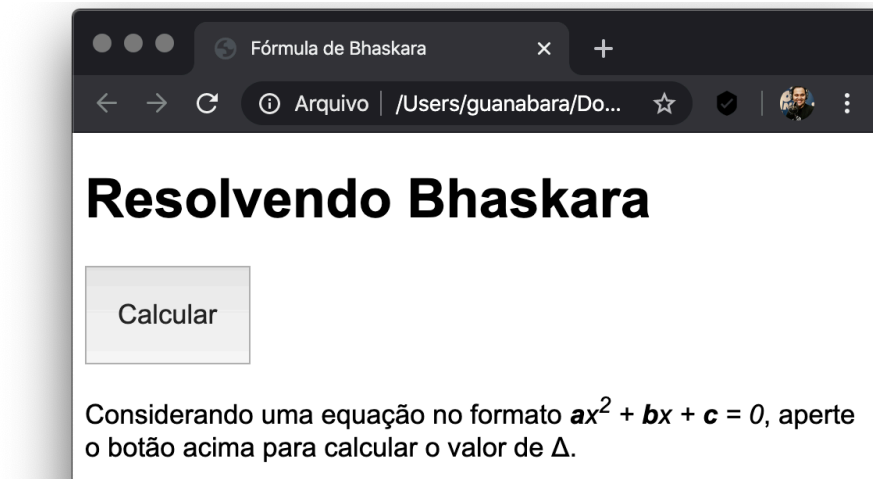 Fórmula de Bhaskara
Arquivo | /Users/guanabara/Do...
Resolvendo Bhaskara
Calcular
Considerando uma equação no formato ax² + bx + c = 0, aperte
o botão acima para calcular o valor de Δ.